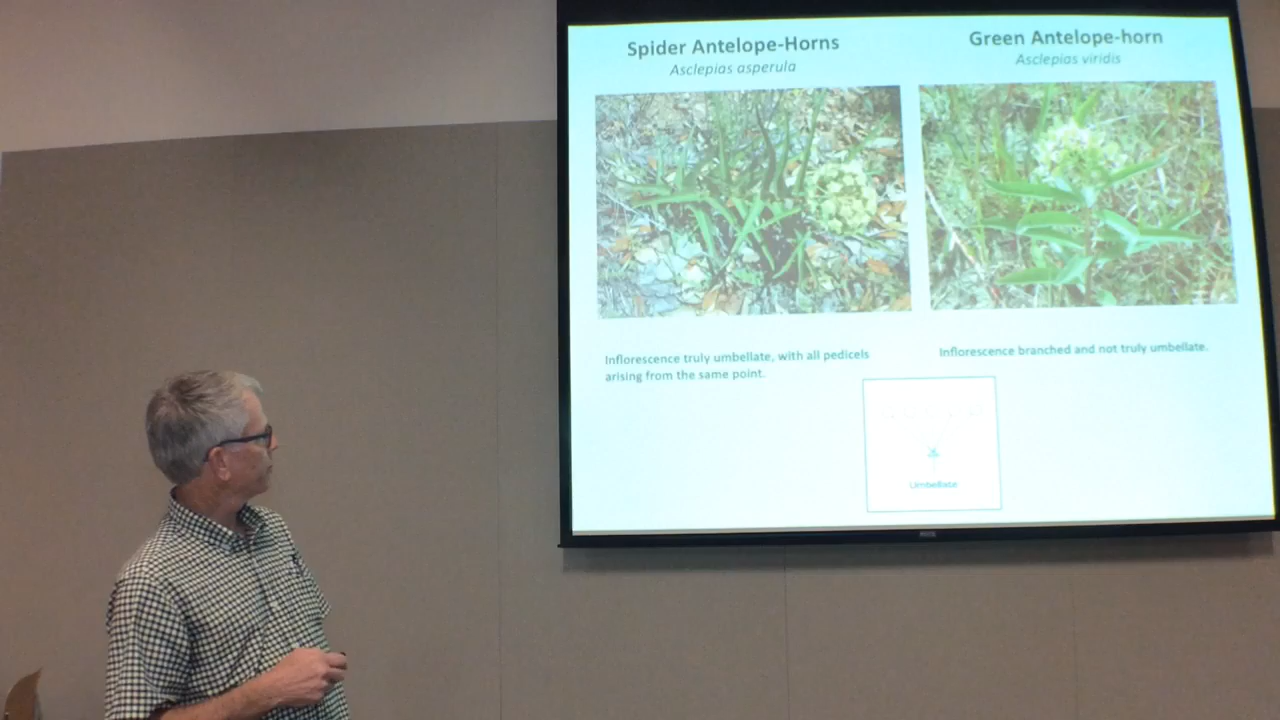 Spider Antelope-Horns
Asclepias asperula
Green Antelope-horn
Asclepias viridis
Inflorescence truly umbellate, with all pedicels
arising from the same point.
Inflorescence branched and not truly umbellate.
Umbellate